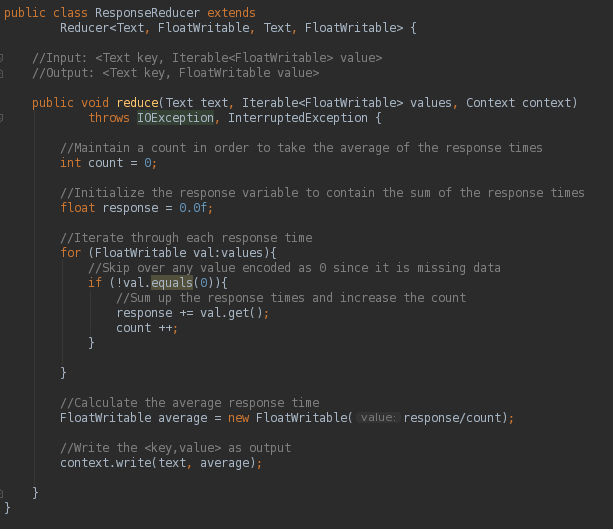 public class ResponseReducer extends
Reducer<Text, FloatWritable, Text, FloatWritable> {
//Input: <Text key, Iterable<FloatWritable> value>
//Output: <Text key, FloatWritable value>
public void reduce(Text text, Iterable<FloatWritable> values, Context context)
throws IOException, InterruptedException {
//Maintain a count in order to take the average of the response times
int count = 0;
//Initialize the response variable to contain the sum of the response times
float response = 0.0f;
//Iterate through each response time
for (FloatWritable val:values){
//Skip over any value encoded as 0 since it is missing data
if (!val.equals(0)){
//Sum up the response times and increase the count
response += val.get();
count ++;
}
}
//Calculate the average response time
FloatWritable average = new FloatWritable( value: response/count);
//Write the <key,value> as output
context.write(text, average);
}
}